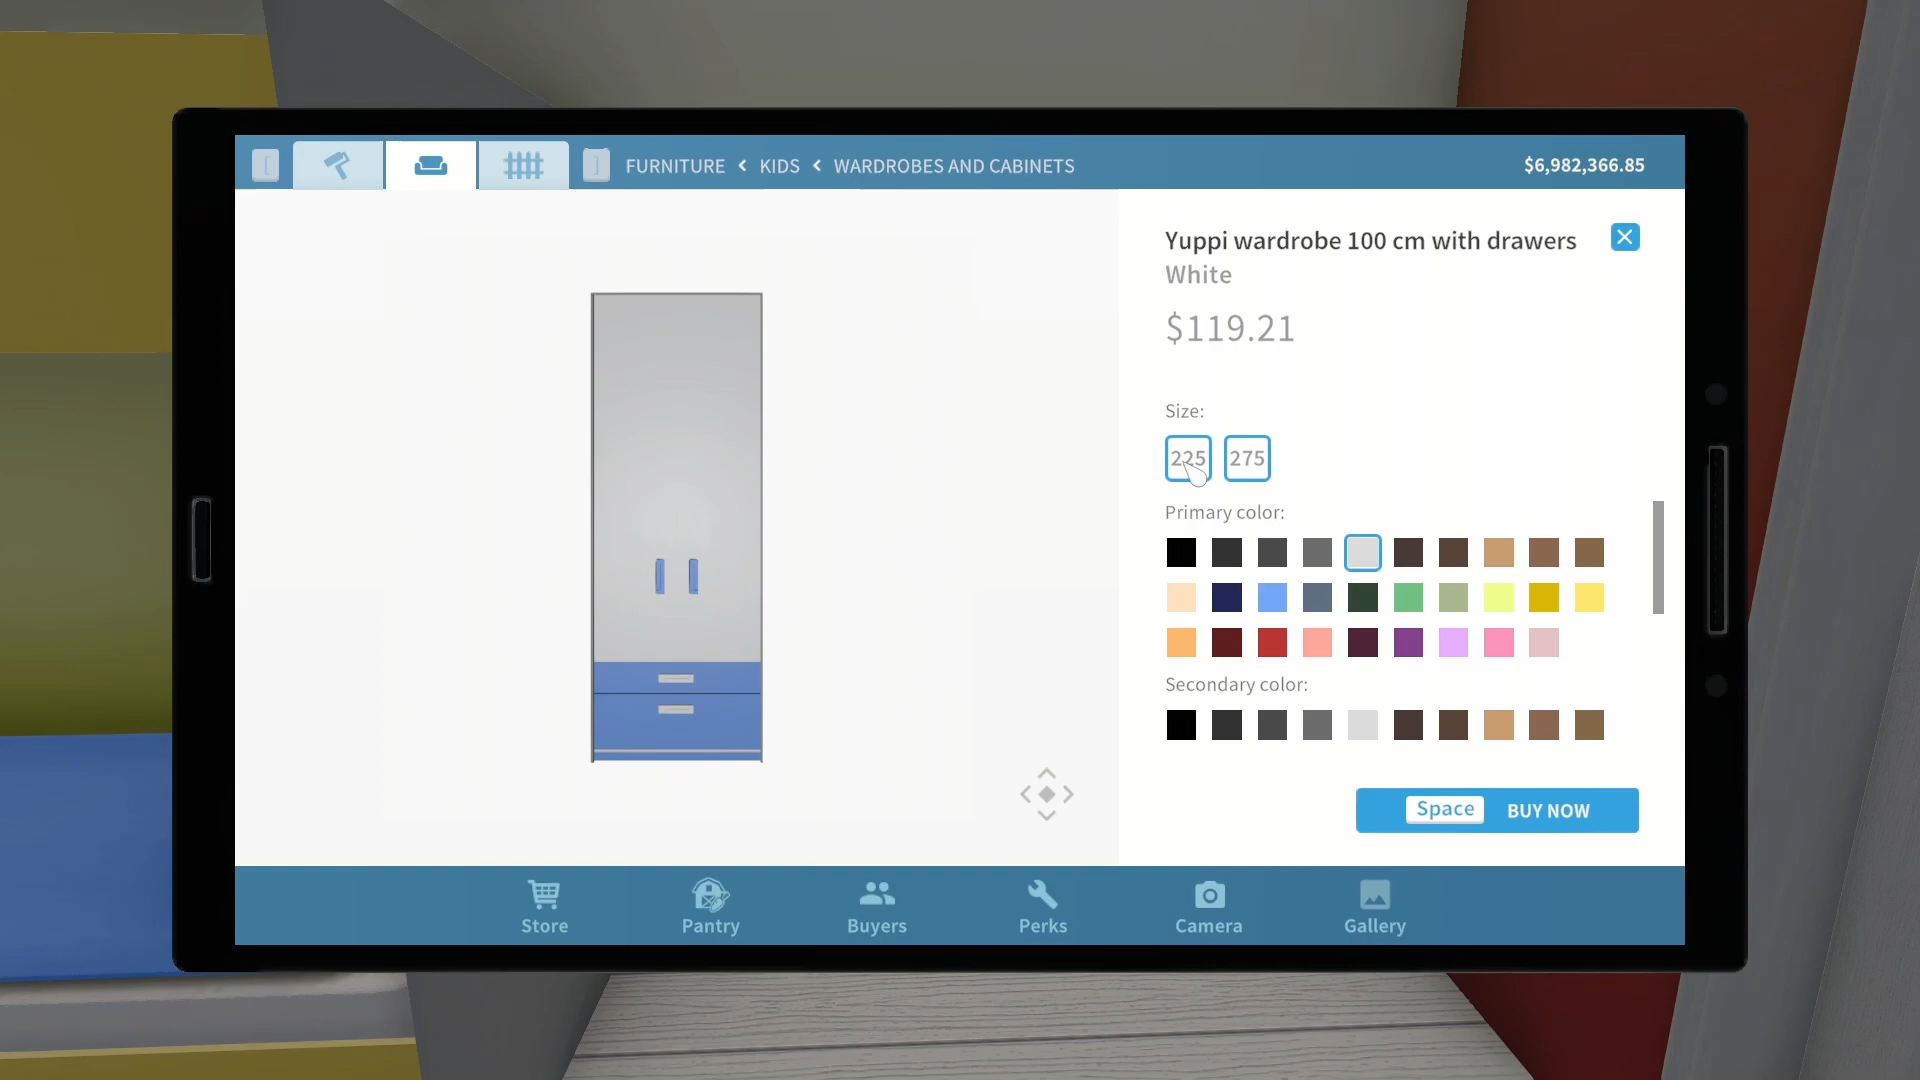 [
]
FURNITURE < KIDS < WARDROBES AND CABINETS
$6,982,366.85
Yuppi wardrobe 100 cm with drawers
White
$119.21
Size:
225 275
Primary color:
Secondary color:
Space BUY NOW
Store Pantry Buyers Perks Camera Gallery